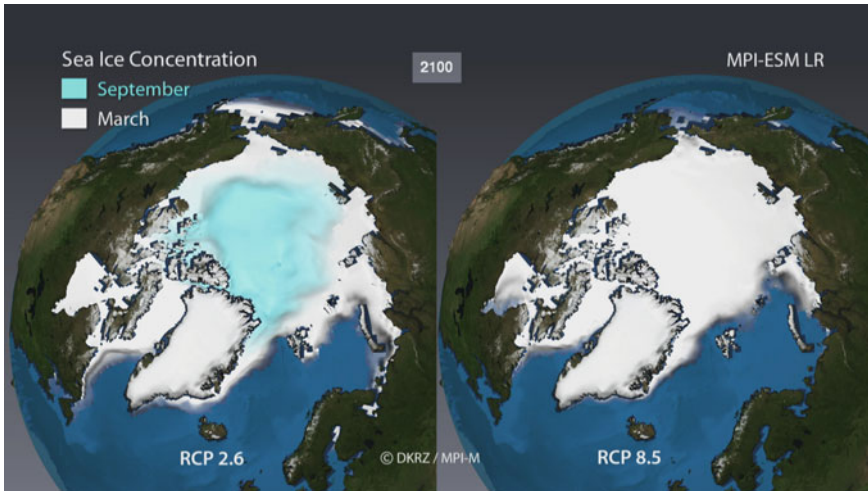 Sea Ice Concentration
September
March
2100
MPI-ESM LR
RCP 2.6
© DKRZ / MPI-M
RCP 8.5